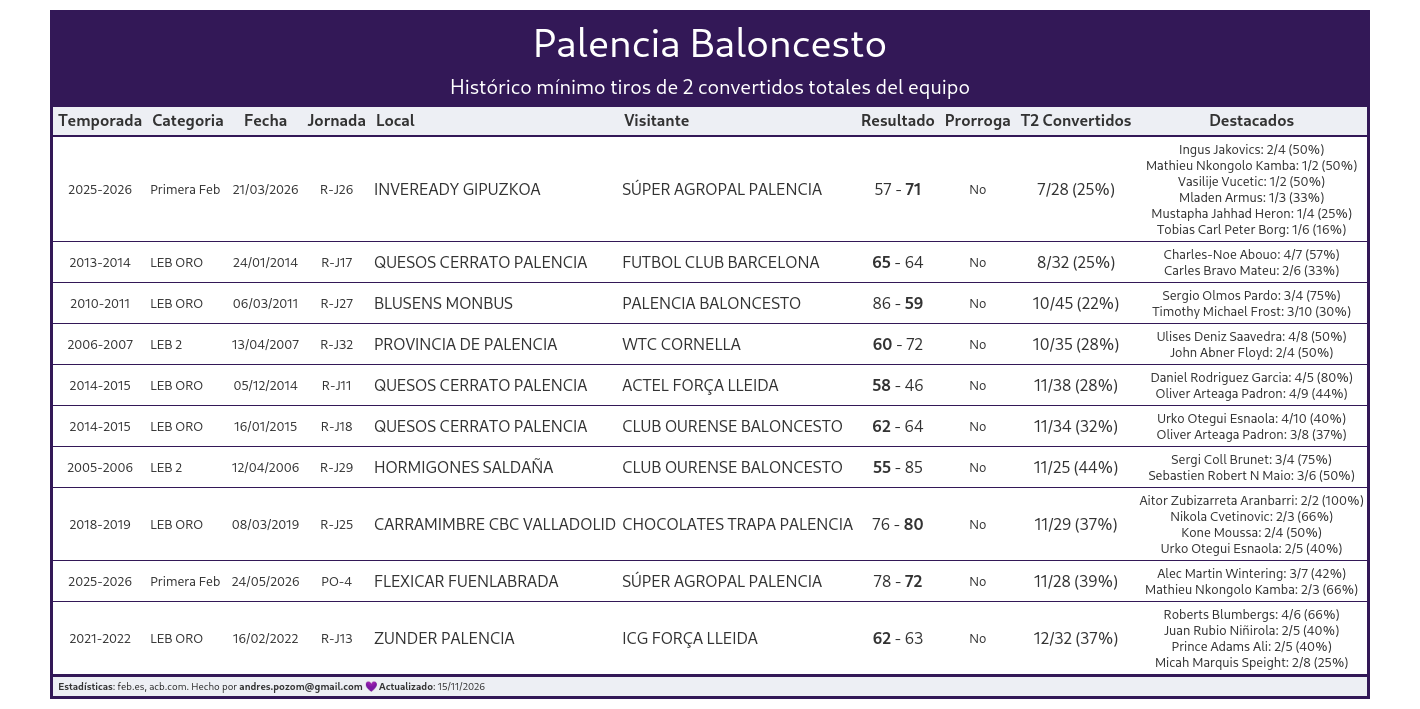 Palencia Baloncesto
Histórico mínimo tiros de 2 convertidos totales del equipo
Temporada Categoria Fecha Jornada Local Visitante Resultado Prorroga T2 Convertidos Destacados
2025-2026 Primera Feb 21/03/2026 R-J26 INVEREADY GIPUZKOA SÚPER AGROPAL PALENCIA 57 - 71 No 7/28 (25%)
Ingus Jakovics: 2/4 (50%)
Mathieu Nkongolo Kamba: 1/2 (50%)
Vasilije Vucetic: 1/2 (50%)
Mladen Armus: 1/3 (33%)
Mustapha Jahhad Heron: 1/4 (25%)
Tobias Carl Peter Borg: 1/6 (16%)
2013-2014 LEB ORO 24/01/2014 R-J17 QUESOS CERRATO PALENCIA FUTBOL CLUB BARCELONA 65 - 64 No 8/32 (25%)
Charles-Noe Abouo: 4/7 (57%)
Carles Bravo Mateu: 2/6 (33%)
2010-2011 LEB ORO 06/03/2011 R-J27 BLUSENS MONBUS PALENCIA BALONCESTO 86 - 59 No 10/45 (22%)
Sergio Olmos Pardo: 3/4 (75%)
Timothy Michael Frost: 3/10 (30%)
2006-2007 LEB 2 13/04/2007 R-J32 PROVINCIA DE PALENCIA WTC CORNELLA 60 - 72 No 10/35 (28%)
Ulises Deniz Saavedra: 4/8 (50%)
John Abner Floyd: 2/4 (50%)
2014-2015 LEB ORO 05/12/2014 R-J11 QUESOS CERRATO PALENCIA ACTEL FORÇA LLEIDA 58 - 46 No 11/38 (28%)
Daniel Rodriguez Garcia: 4/5 (80%)
Oliver Arteaga Padron: 4/9 (44%)
2014-2015 LEB ORO 16/01/2015 R-J18 QUESOS CERRATO PALENCIA CLUB OURENSE BALONCESTO 62 - 64 No 11/34 (32%)
Urko Otegui Esnaola: 4/10 (40%)
Oliver Arteaga Padron: 3/8 (37%)
2005-2006 LEB 2 12/04/2006 R-J29 HORMIGONES SALDAÑA CLUB OURENSE BALONCESTO 55 - 85 No 11/25 (44%)
Sergi Coll Brunet: 3/4 (75%)
Sebastien Robert N Maio: 3/6 (50%)
2018-2019 LEB ORO 08/03/2019 R-J25 CARRAMIMBRE CBC VALLADOLID CHOCOLATES TRAPA PALENCIA 76 - 80 No 11/29 (37%)
Aitor Zubizarreta Aranbarri: 2/2 (100%)
Nikola Cvetinovic: 2/3 (66%)
Kone Moussa: 2/4 (50%)
Urko Otegui Esnaola: 2/5 (40%)
2025-2026 Primera Feb 24/05/2026 PO-4 FLEXICAR FUENLABRADA SÚPER AGROPAL PALENCIA 78 - 72 No 11/28 (39%)
Alec Martin Wintering: 3/7 (42%)
Mathieu Nkongolo Kamba: 2/3 (66%)
2021-2022 LEB ORO 16/02/2022 R-J13 ZUNDER PALENCIA ICG FORÇA LLEIDA 62 - 63 No 12/32 (37%)
Roberts Blumbergs: 4/6 (66%)
Juan Rubio Niñirola: 2/5 (40%)
Prince Adams Ali: 2/5 (40%)
Micah Marquis Speight: 2/8 (25%)
Estadísticas: feb.es, acb.com. Hecho por andres.pozom@gmail.com 💜 Actualizado: 15/11/2026